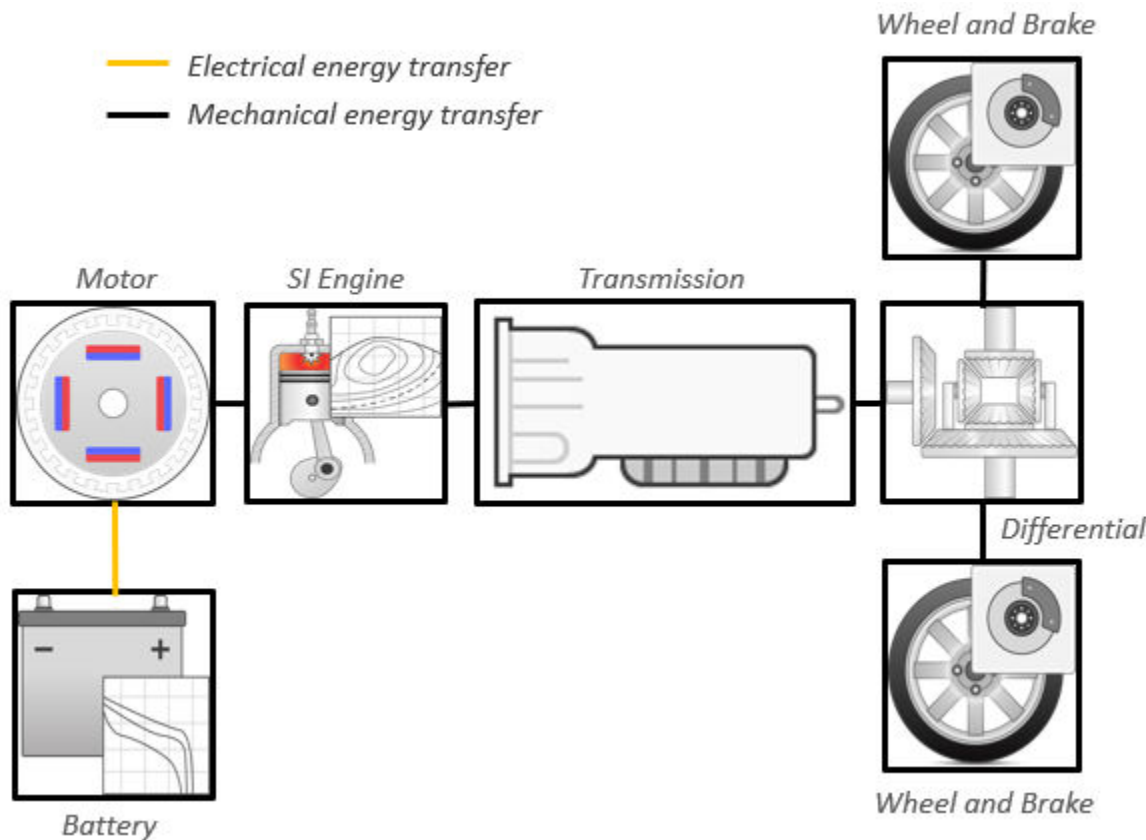 Wheel and Brake
Electrical energy transfer
Mechanical energy transfer
Motor
SI Engine
Transmission
Differential
− +
Battery
Wheel and Brake